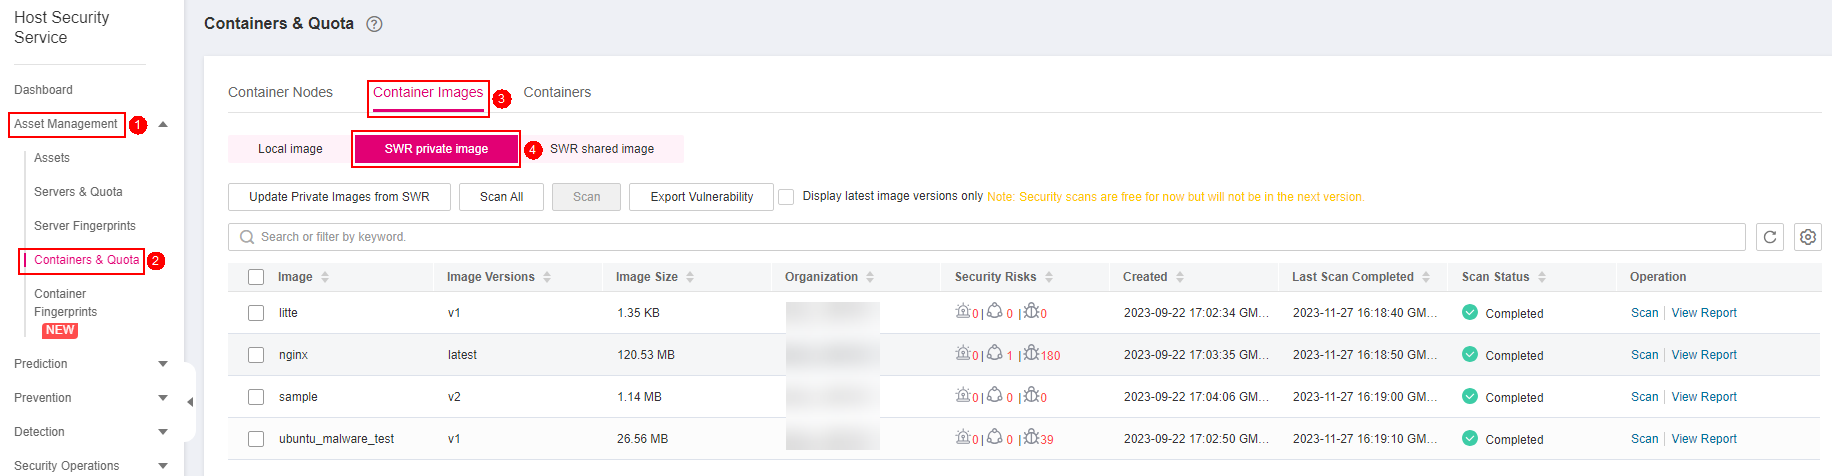 Host Security
Service
Containers & Quota ?
Dashboard
Asset Management 1
Assets
Servers & Quota
Server Fingerprints
Containers & Quota 2
Container
Fingerprints
NEW
Prediction
Prevention
Detection
Security Operations
Container Nodes Container Images 3 Containers
Local image SWR private image 4 SWR shared image
Update Private Images from SWR Scan All Scan Export Vulnerability Display latest image versions only Note: Security scans are free for now but will not be in the next version.
Search or filter by keyword.
Image Image Versions Image Size Organization Security Risks Created Last Scan Completed Scan Status Operation
litte v1 1.35 KB 0 | 0 | 0 2023-09-22 17:02:34 GM... 2023-11-27 16:18:40 GM... Completed Scan | View Report
nginx latest 120.53 MB 0 | 1 | 180 2023-09-22 17:03:35 GM... 2023-11-27 16:18:50 GM... Completed Scan | View Report
sample v2 1.14 MB 0 | 0 | 0 2023-09-22 17:04:06 GM... 2023-11-27 16:19:00 GM... Completed Scan | View Report
ubuntu_malware_test v1 26.56 MB 0 | 0 | 39 2023-09-22 17:02:50 GM... 2023-11-27 16:19:10 GM... Completed Scan | View Report